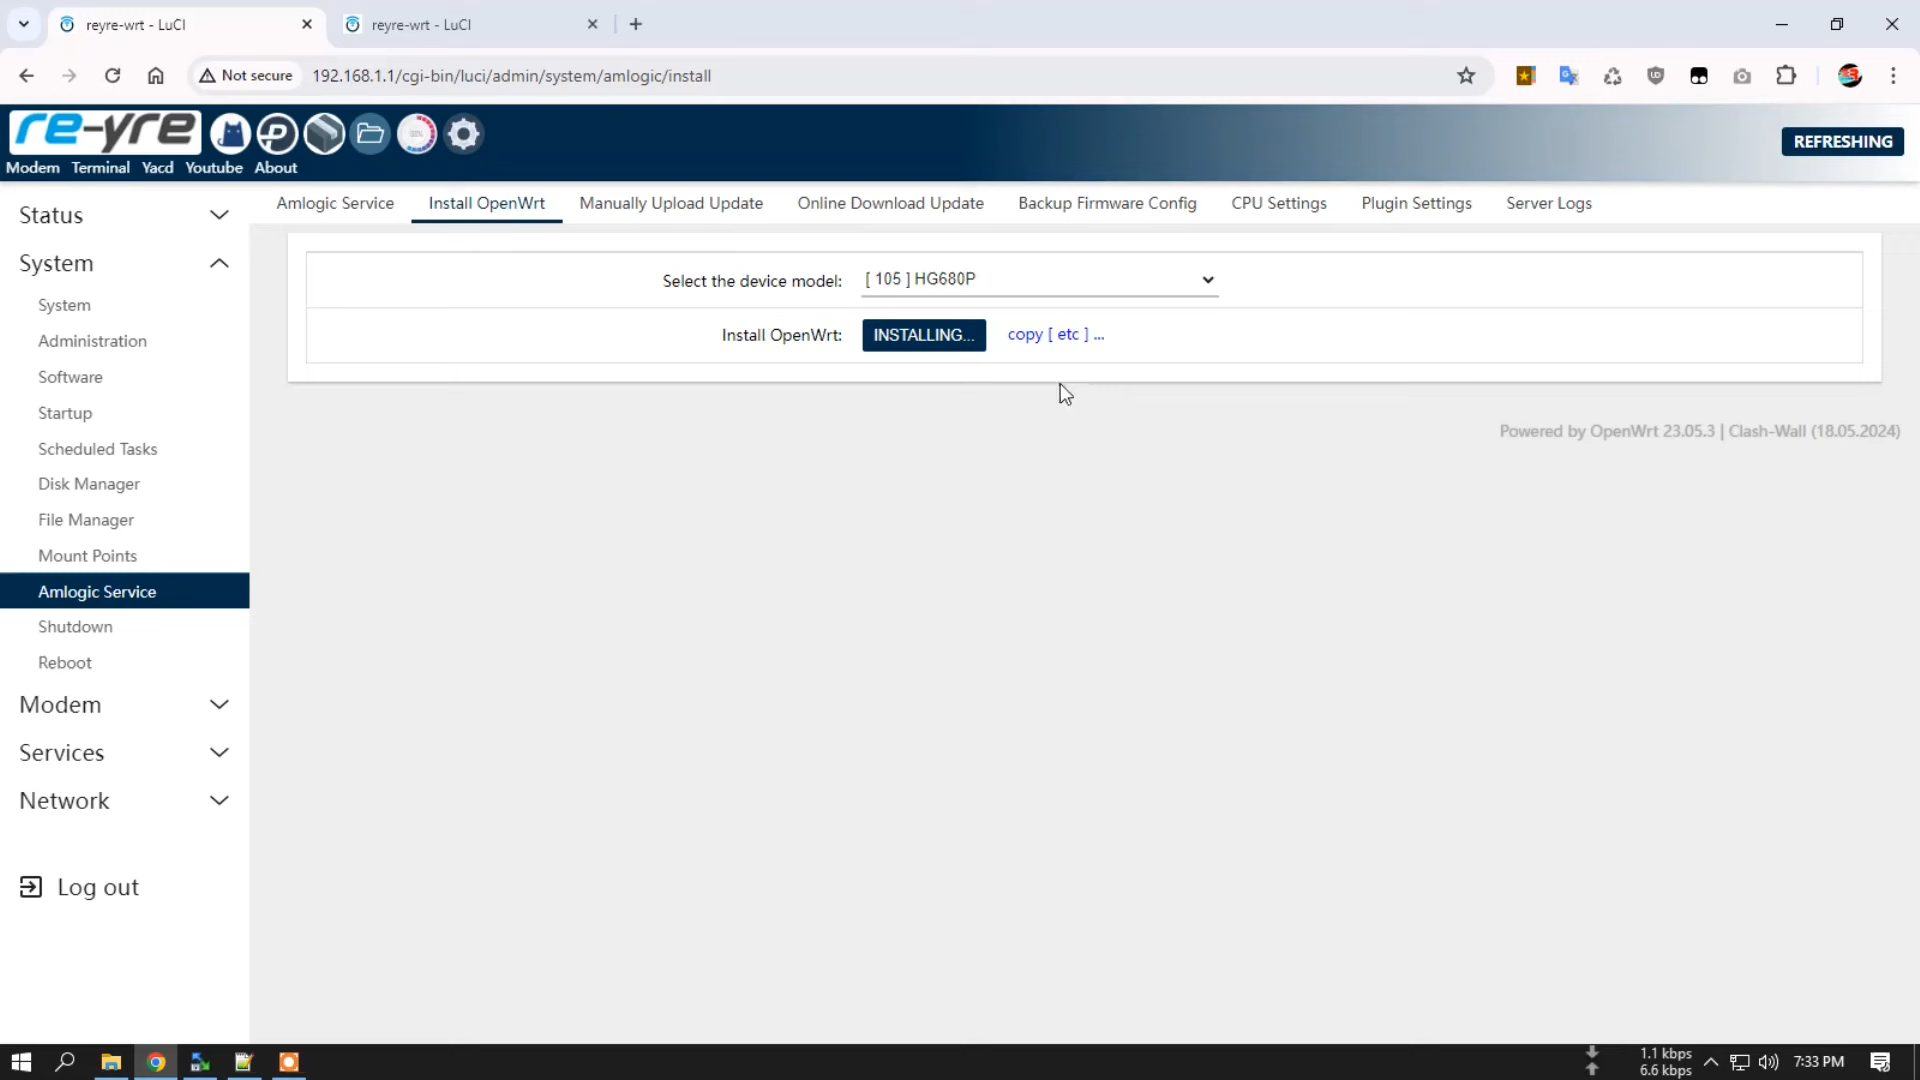 reyre-wrt - LuCI
reyre-wrt - LuCI
Not secure
192.168.1.1/cgi-bin/luci/admin/system/amlogic/install
re-yre
100%
REFRESHING
Modem Terminal Yacd Youtube About
Status
System
System
Administration
Software
Startup
Scheduled Tasks
Disk Manager
File Manager
Mount Points
Amlogic Service
Shutdown
Reboot
Modem
Services
Network
Log out
Amlogic Service Install OpenWrt Manually Upload Update Online Download Update Backup Firmware Config CPU Settings Plugin Settings Server Logs
Select the device model: [ 105 ] HG680P
Install OpenWrt: INSTALLING... copy [ etc ] ...
Powered by OpenWrt 23.05.3 | Clash-Wall (18.05.2024)
1.1 kbps
6.6 kbps
7:33 PM